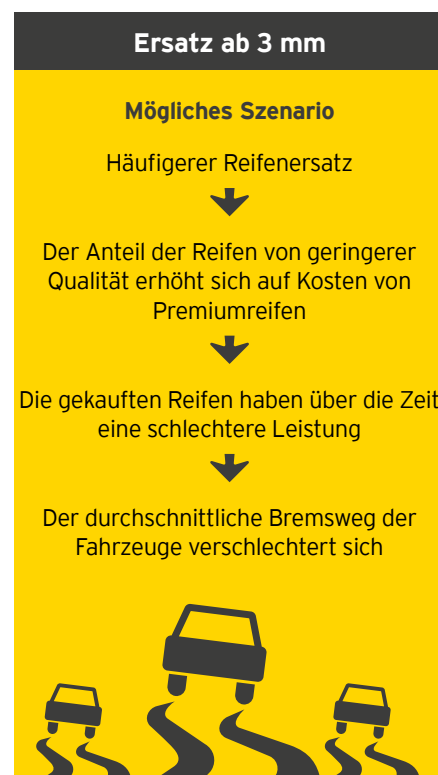 Ersatz ab 3 mm
Mögliches Szenario
Häufigerer Reifenersatz
Der Anteil der Reifen von geringerer
Qualität erhöht sich auf Kosten von
Premiumreifen
Die gekauften Reifen haben über die Zeit
eine schlechtere Leistung
Der durchschnittliche Bremsweg der
Fahrzeuge verschlechtert sich